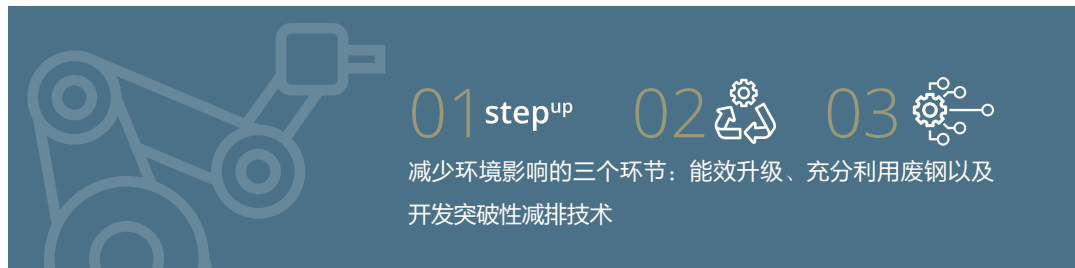 01 stepup 02 03
减少环境影响的三个环节：能效升级、充分利用废钢以及
开发突破性减排技术